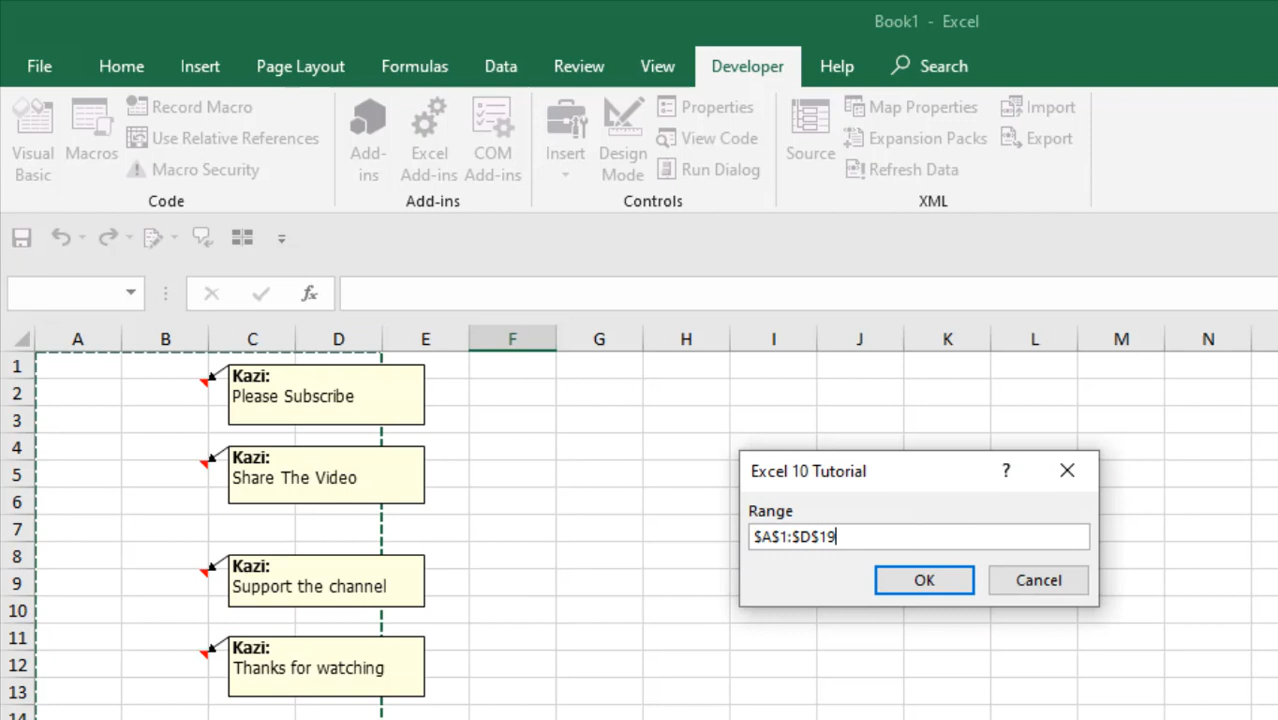 Book1 - Excel
File Home Insert Page Layout Formulas Data Review View Developer Help Search
Visual Basic
Macros
Record Macro
Use Relative References
Macro Security
Code
Add-ins
Excel Add-ins
COM Add-ins
Add-ins
Insert
Design Mode
Properties
View Code
Run Dialog
Controls
Source
Map Properties
Expansion Packs
Refresh Data
Import
Export
XML
fx
A B C D E F G H I J K L M N
1
2
3
4
5
6
7
8
9
10
11
12
13
14
Kazi:
Please Subscribe
Kazi:
Share The Video
Kazi:
Support the channel
Kazi:
Thanks for watching
Excel 10 Tutorial ?
Range
$A$1:$D$19
OK Cancel